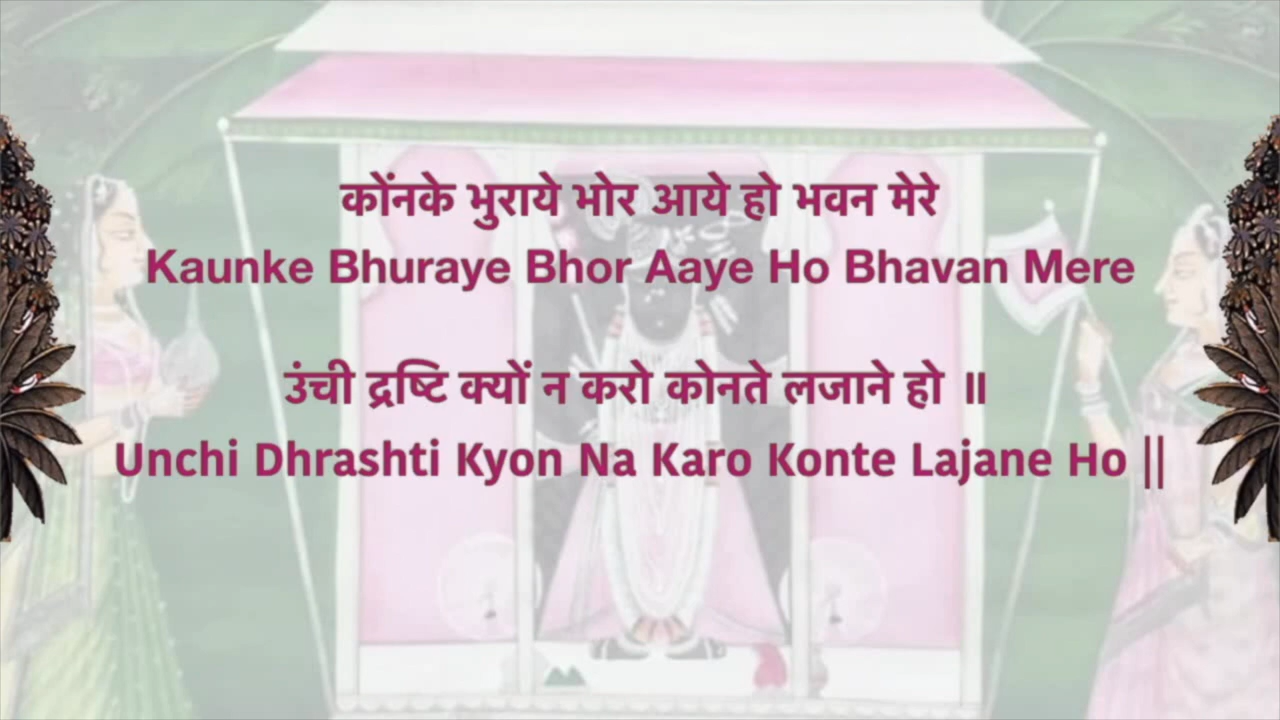 कोंनके भुराये भोर आये हो भवन मेरे
Kaunke Bhuraye Bhor Aaye Ho Bhavan Mere
उंची द्रष्टि क्यों न करो कोनते लजाने हो ॥
Unchi Dhrashti Kyon Na Karo Konte Lajane Ho ||